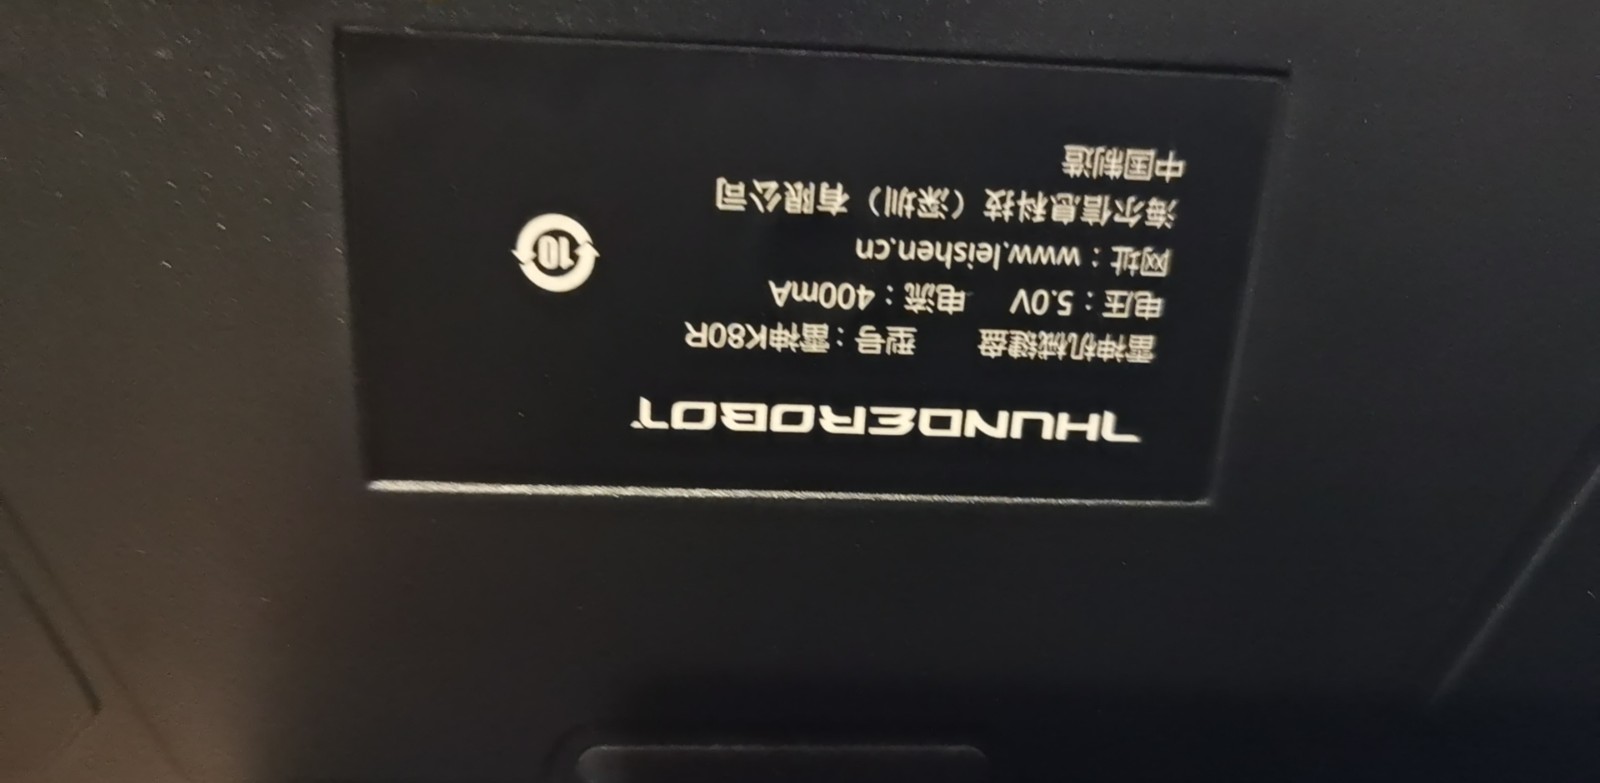 THUNDEROBOT
雷神机械键盘 型号：雷神K80R
电压：5.0V 电流：400mA
网址：www.leishen.cn
海尔信息科技（深圳）有限公司
中国制造
10